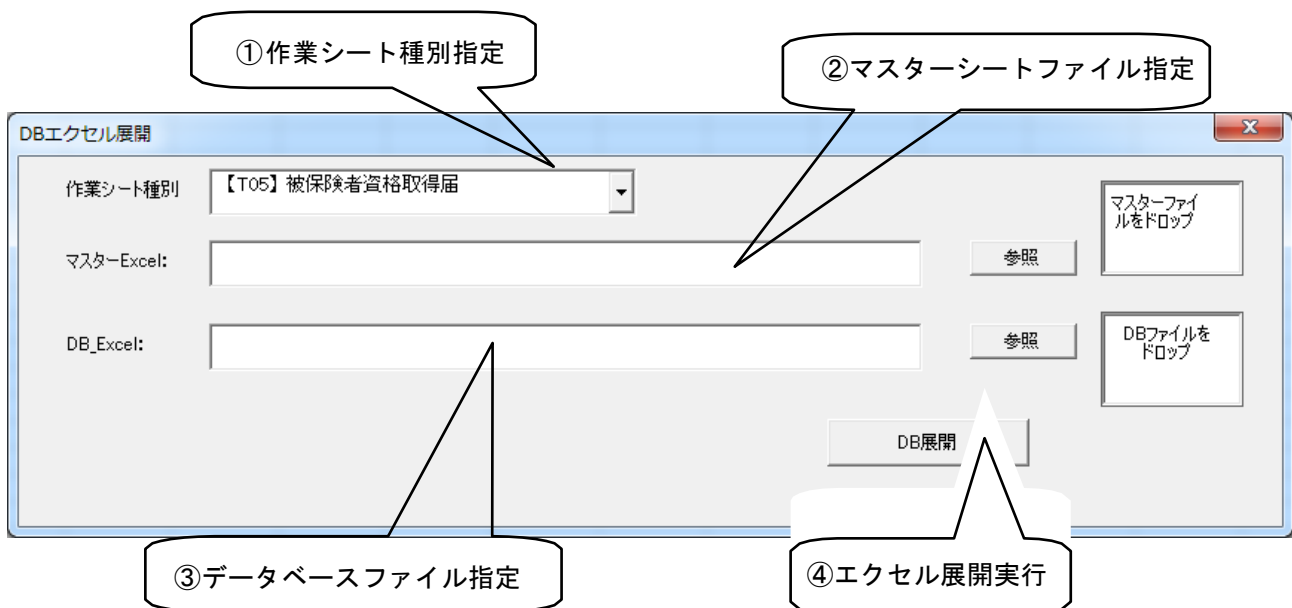 ①作業シート種別指定
②マスターシートファイル指定
DBエクセル展開
作業シート種別
【T05】被保険者資格取得届
マスターファイ
ルをドロップ
マスターExcel:
参照
DB_Excel:
参照
DBファイルを
ドロップ
DB展開
③データベースファイル指定
④エクセル展開実行